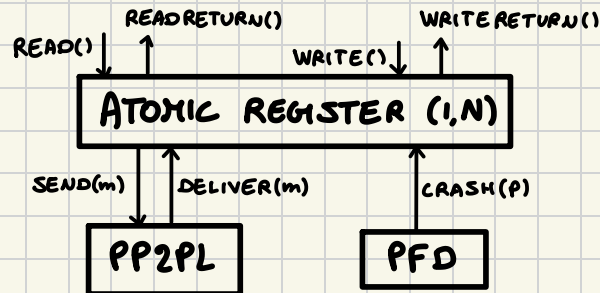 READRETURN()
WRITERETURN()
READ()
WRITE()
ATOMIC REGISTER (1,N)
SEND(m)
DELIVER(m)
CRASH(P)
PP2PL
PFD